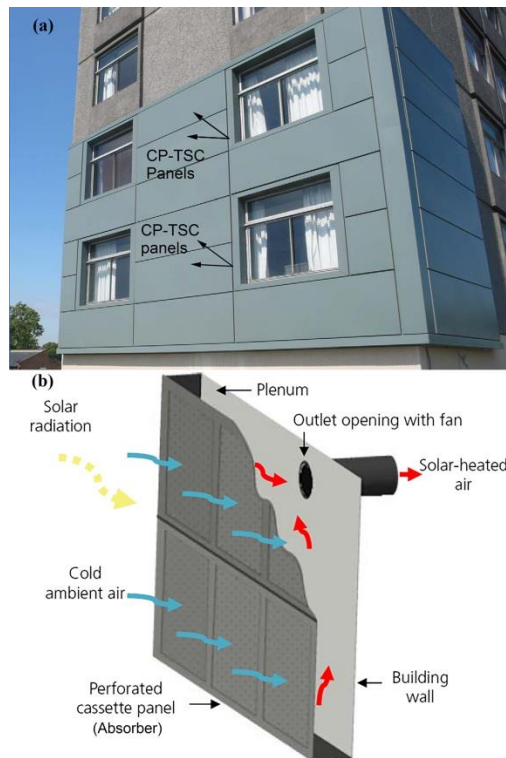 (a)
CP-TSC
Panels
CP-TSC
panels
(b)
Plenum
Solar
radiation
Outlet opening with fan
Solar-heated
air
Cold
ambient air
Building
wall
Perforated
cassette panel
(Absorber)